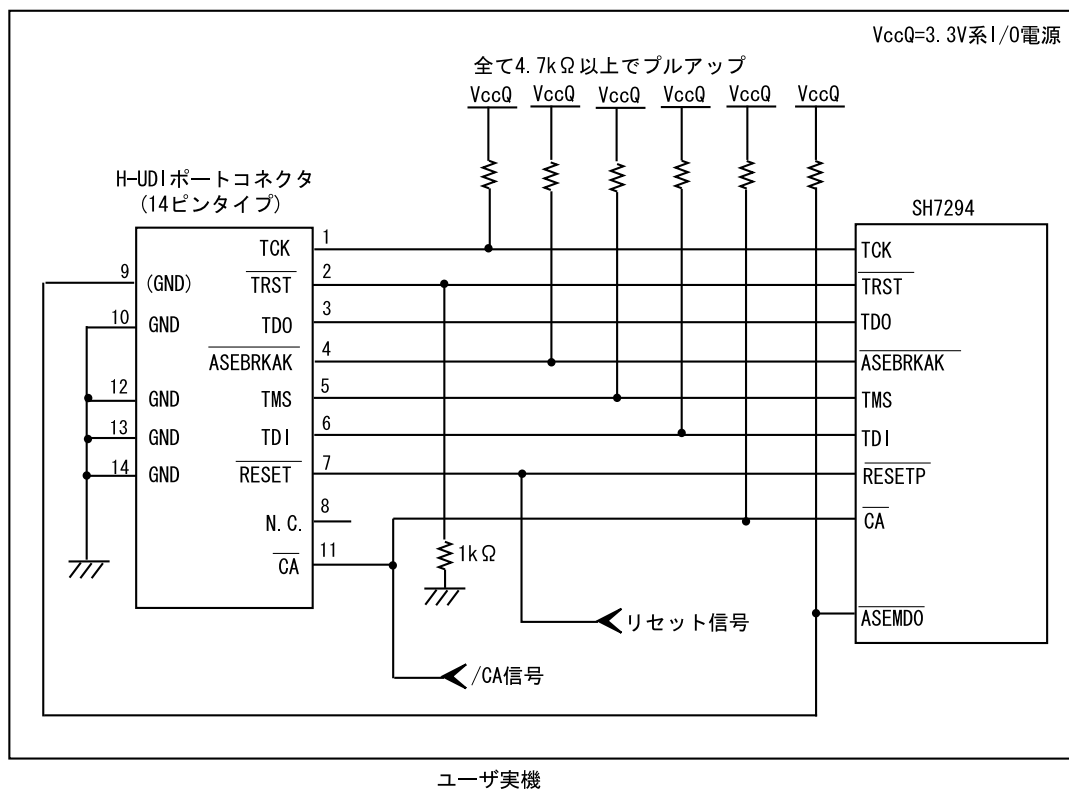 VccQ=3.3V系I/O電源
全て4.7kΩ以上でプルアップ
VccQ VccQ VccQ VccQ VccQ VccQ
H-UDIポートコネクタ
(14ピンタイプ)
SH7294
TCK 1 TCK
9 (GND) TRST 2 TRST
10 GND TDO 3 TDO
ASEBRKAK 4 ASEBRKAK
12 GND TMS 5 TMS
13 GND TDI 6 TDI
14 GND RESET 7 RESETP
N.C. 8 CA
CA 11 1kΩ
リセット信号 ASEMD0
/CA信号
ユーザ実機